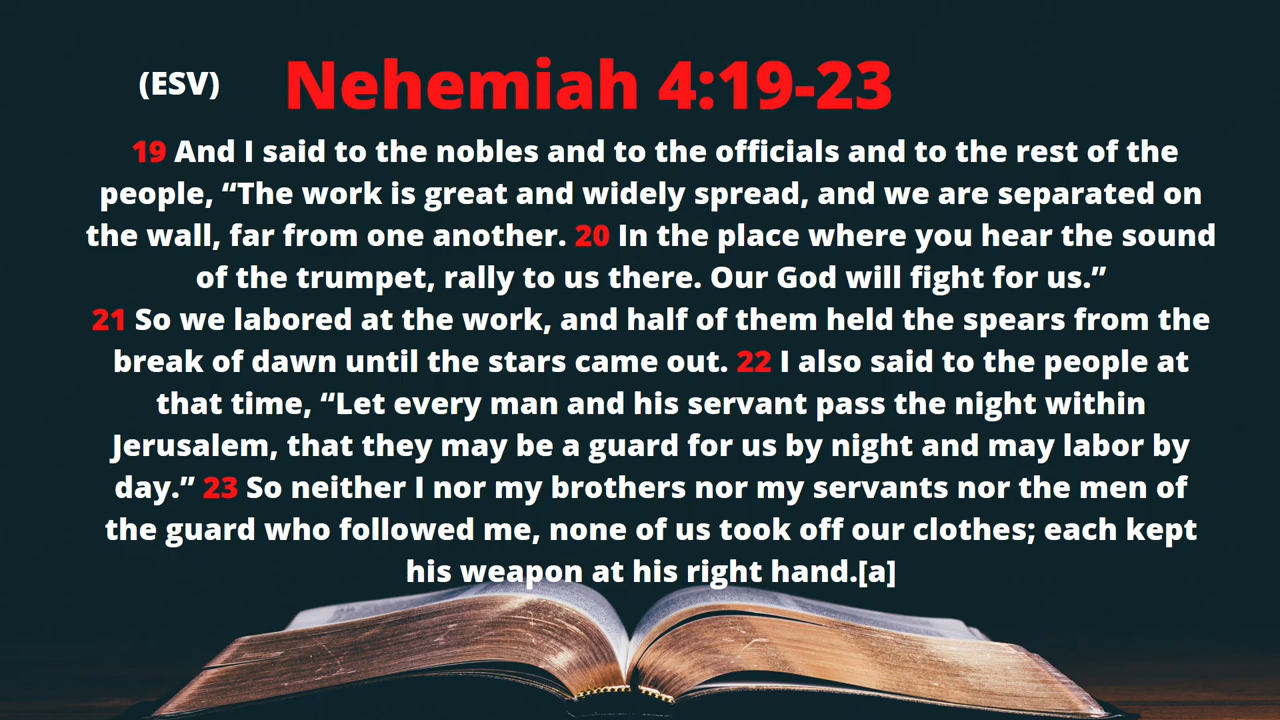 (ESV) Nehemiah 4:19-23
19 And I said to the nobles and to the officials and to the rest of the
people, “The work is great and widely spread, and we are separated on
the wall, far from one another. 20 In the place where you hear the sound
of the trumpet, rally to us there. Our God will fight for us.”
21 So we labored at the work, and half of them held the spears from the
break of dawn until the stars came out. 22 I also said to the people at
that time, “Let every man and his servant pass the night within
Jerusalem, that they may be a guard for us by night and may labor by
day.” 23 So neither I nor my brothers nor my servants nor the men of
the guard who followed me, none of us took off our clothes; each kept
his weapon at his right hand.[a]